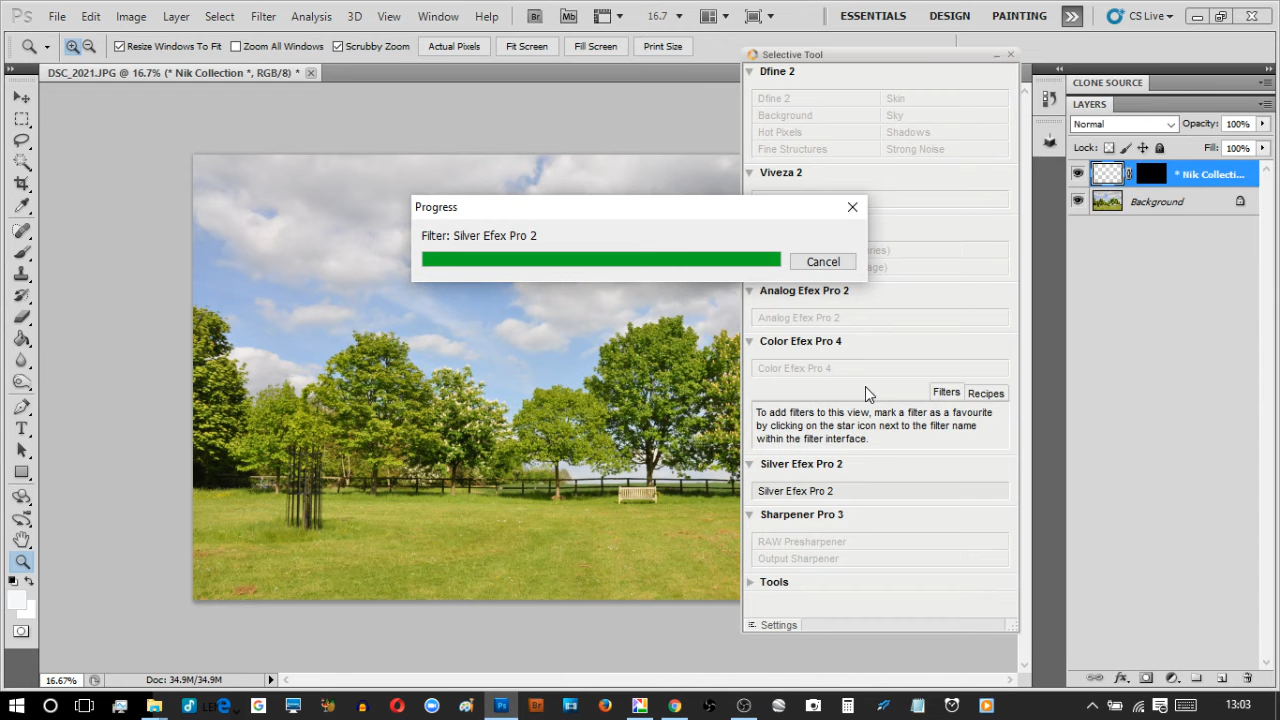 Ps File Edit Image Layer Select Filter Analysis 3D View Window Help Br Mb 16.7 ESSENTIALS DESIGN PAINTING CS Live
Resize Windows To Fit Zoom All Windows Scrubby Zoom Actual Pixels Fit Screen Fill Screen Print Size
DSC_2021.JPG @ 16.7% (* Nik Collection *, RGB/8) *
Selective Tool
Dfine 2
Dfine 2 Skin
Background Sky
Hot Pixels Shadows
Fine Structures Strong Noise
Viveza 2
Progress
Filter: Silver Efex Pro 2
Cancel
Analog Efex Pro 2
Analog Efex Pro 2
Color Efex Pro 4
Color Efex Pro 4
Filters Recipes
To add filters to this view, mark a filter as a favourite
by clicking on the star icon next to the filter name
within the filter interface.
Silver Efex Pro 2
Silver Efex Pro 2
Sharpener Pro 3
RAW Presharpener
Output Sharpener
Tools
Settings
CLONE SOURCE
LAYERS
Normal Opacity: 100%
Lock: Fill: 100%
* Nik Collecti...
Background
16.67% Doc: 34.9M/34.9M
Ps Br 13:03